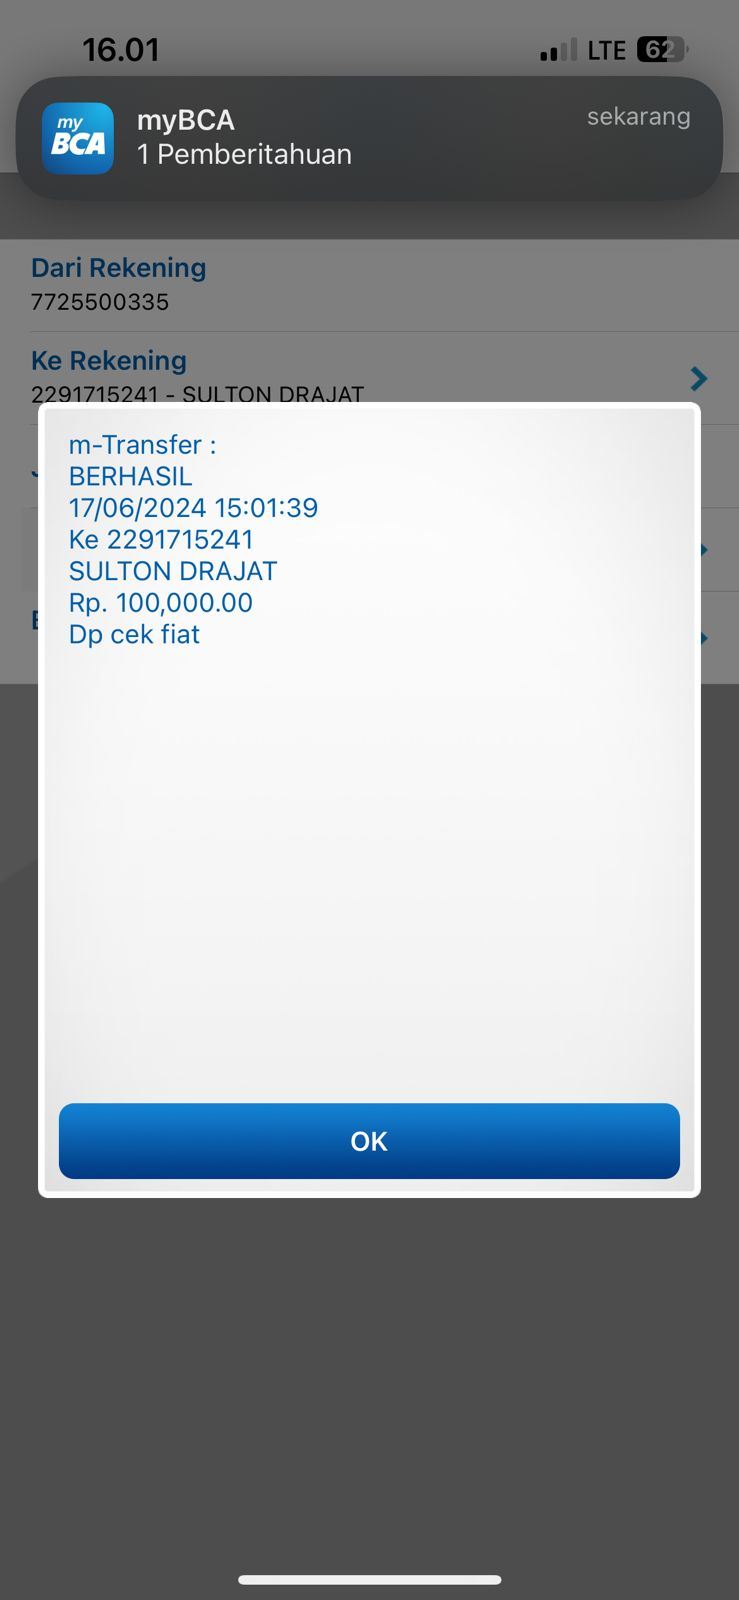 16.01
LTE
62
my
BCA
myBCA
sekarang
1 Pemberitahuan
Dari Rekening
7725500335
Ke Rekening
2291715241 - SULTON DRAJAT
m-Transfer :
BERHASIL
17/06/2024 15:01:39
Ke 2291715241
SULTON DRAJAT
Rp. 100,000.00
Dp cek fiat
OK